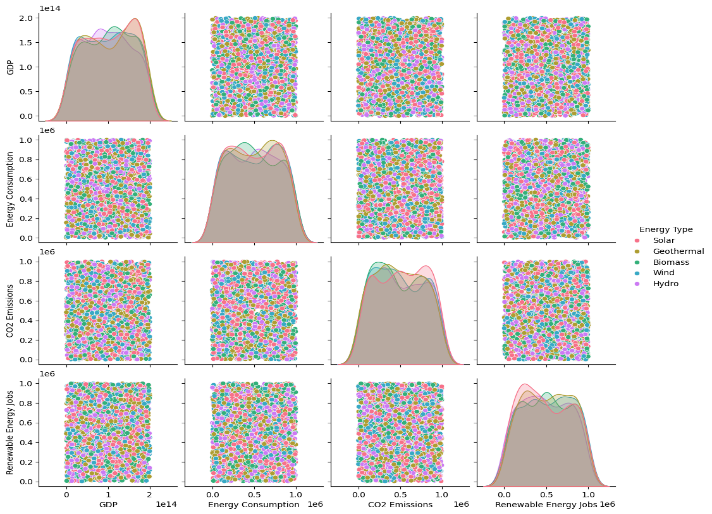 1e14
2.0
1.5
1.0
0.5
0.0
GDP
1e6
1.0
0.8
0.6
0.4
0.2
0.0
Energy Consumption
1e6
1.0
0.8
0.6
0.4
0.2
0.0
CO2 Emissions
1e6
1.0
0.8
0.6
0.4
0.2
0.0
Renewable Energy Jobs
0 1 2
GDP 1e14
0.0 0.5 1.0
Energy Consumption 1e6
0.0 0.5 1.0
CO2 Emissions 1e6
0.0 0.5 1.0
Renewable Energy Jobs 1e6
Energy Type
Solar
Geothermal
Biomass
Wind
Hydro